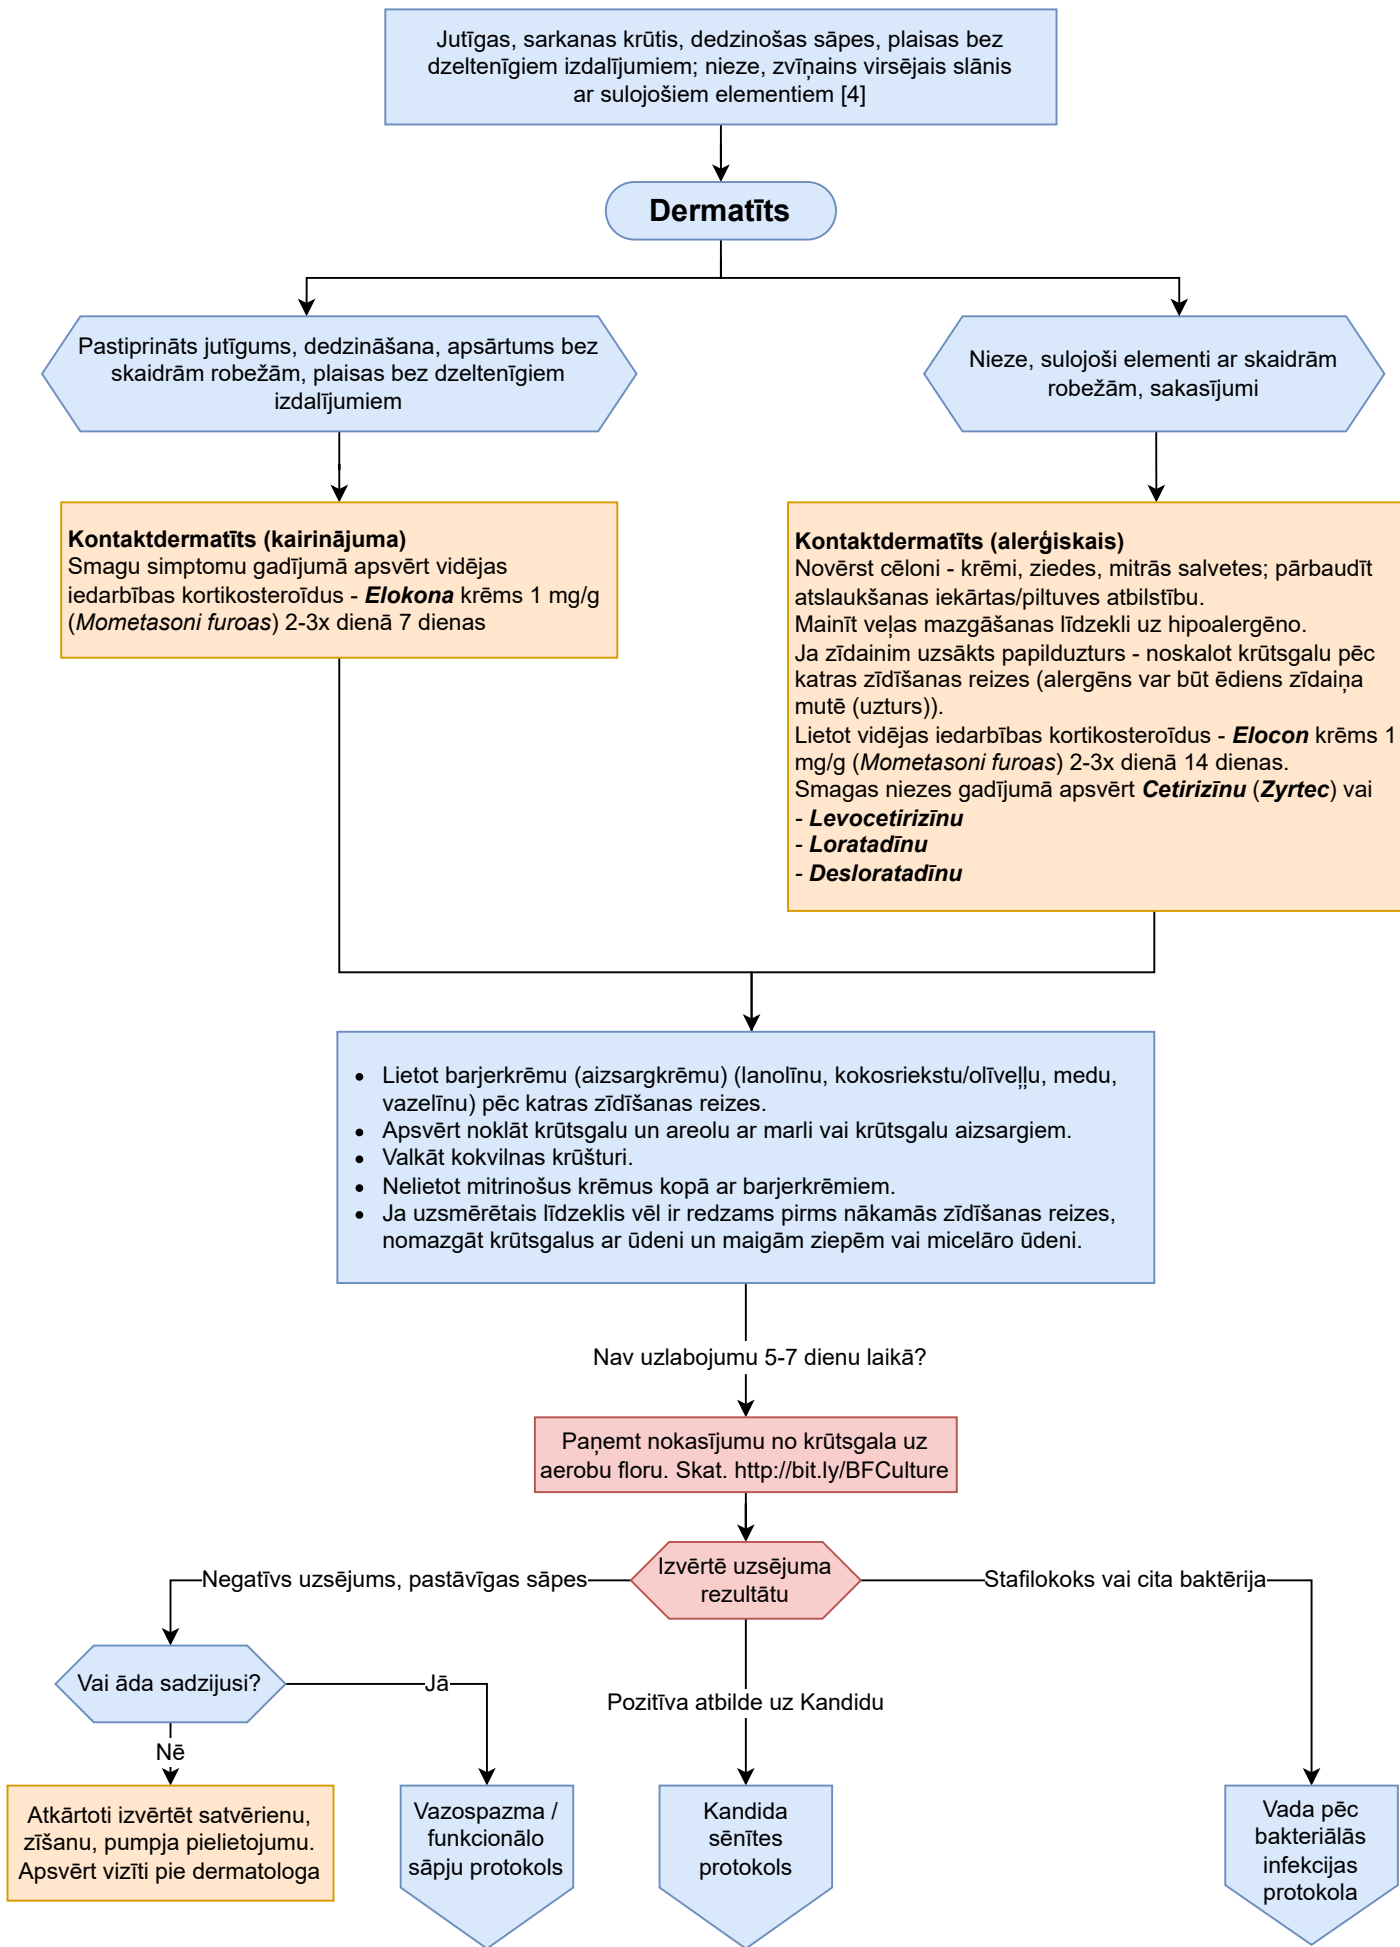 Jutīgas, sarkanas krūtis, dedzinošas sāpes, plaisas bez
dzeltenīgiem izdalījumiem; nieze, zvīņains virsējais slānis
ar sulojošiem elementiem [4]
Dermatīts
Pastiprināts jutīgums, dedzināšana, apsārtums bez
skaidrām robežām, plaisas bez dzeltenīgiem
izdalījumiem
Nieze, sulojoši elementi ar skaidrām
robežām, sakasījumi
Kontaktdermatīts (kairinājuma)
Smagu simptomu gadījumā apsvērt vidējas
iedarbības kortikosteroīdus - Elokona krēms 1 mg/g
(Mometasoni furoas) 2-3x dienā 7 dienas
Kontaktdermatīts (alerģiskais)
Novērst cēloni - krēmi, ziedes, mitrās salvetes; pārbaudīt
atslaukšanas iekārtas/piltuves atbilstību.
Mainīt veļas mazgāšanas līdzekli uz hipoalergēno.
Ja zīdainim uzsākts papilduzturs - noskalot krūtsgalu pēc
katras zīdīšanas reizes (alergēns var būt ēdiens zīdaiņa
mutē (uzturs)).
Lietot vidējas iedarbības kortikosteroīdus - Elocon krēms 1
mg/g (Mometasoni furoas) 2-3x dienā 14 dienas.
Smagas niezes gadījumā apsvērt Cetirizīnu (Zyrtec) vai
- Levocetirizīnu
- Loratadīnu
- Desloratadīnu
• Lietot barjerkrēmu (aizsargkrēmu) (lanolīnu, kokosriekstu/olīveļļu, medu,
vazelīnu) pēc katras zīdīšanas reizes.
• Apsvērt noklāt krūtsgalu un areolu ar marli vai krūtsgalu aizsargiem.
• Valkāt kokvilnas krūšturi.
• Nelietot mitrinošus krēmus kopā ar barjerkrēmiem.
• Ja uzsmērētais līdzeklis vēl ir redzams pirms nākamās zīdīšanas reizes,
nomazgāt krūtsgalus ar ūdeni un maigām ziepēm vai micelāro ūdeni.
Nav uzlabojumu 5-7 dienu laikā?
Paņemt nokasījumu no krūtsgala uz
aerobu floru. Skat. http://bit.ly/BFCulture
Izvērtē uzsējuma
rezultātu
Negatīvs uzsējums, pastāvīgas sāpes
Stafilokoks vai cita baktērija
Vai āda sadzijusi?
Jā
Pozitīva atbilde uz Kandidu
Nē
Atkārtoti izvērtēt satvērienu,
zīšanu, pumpja pielietojumu.
Apsvērt vizīti pie dermatologa
Vazospazma /
funkcionālo
sāpju protokols
Kandida
sēnītes
protokols
Vada pēc
bakteriālās
infekcijas
protokola